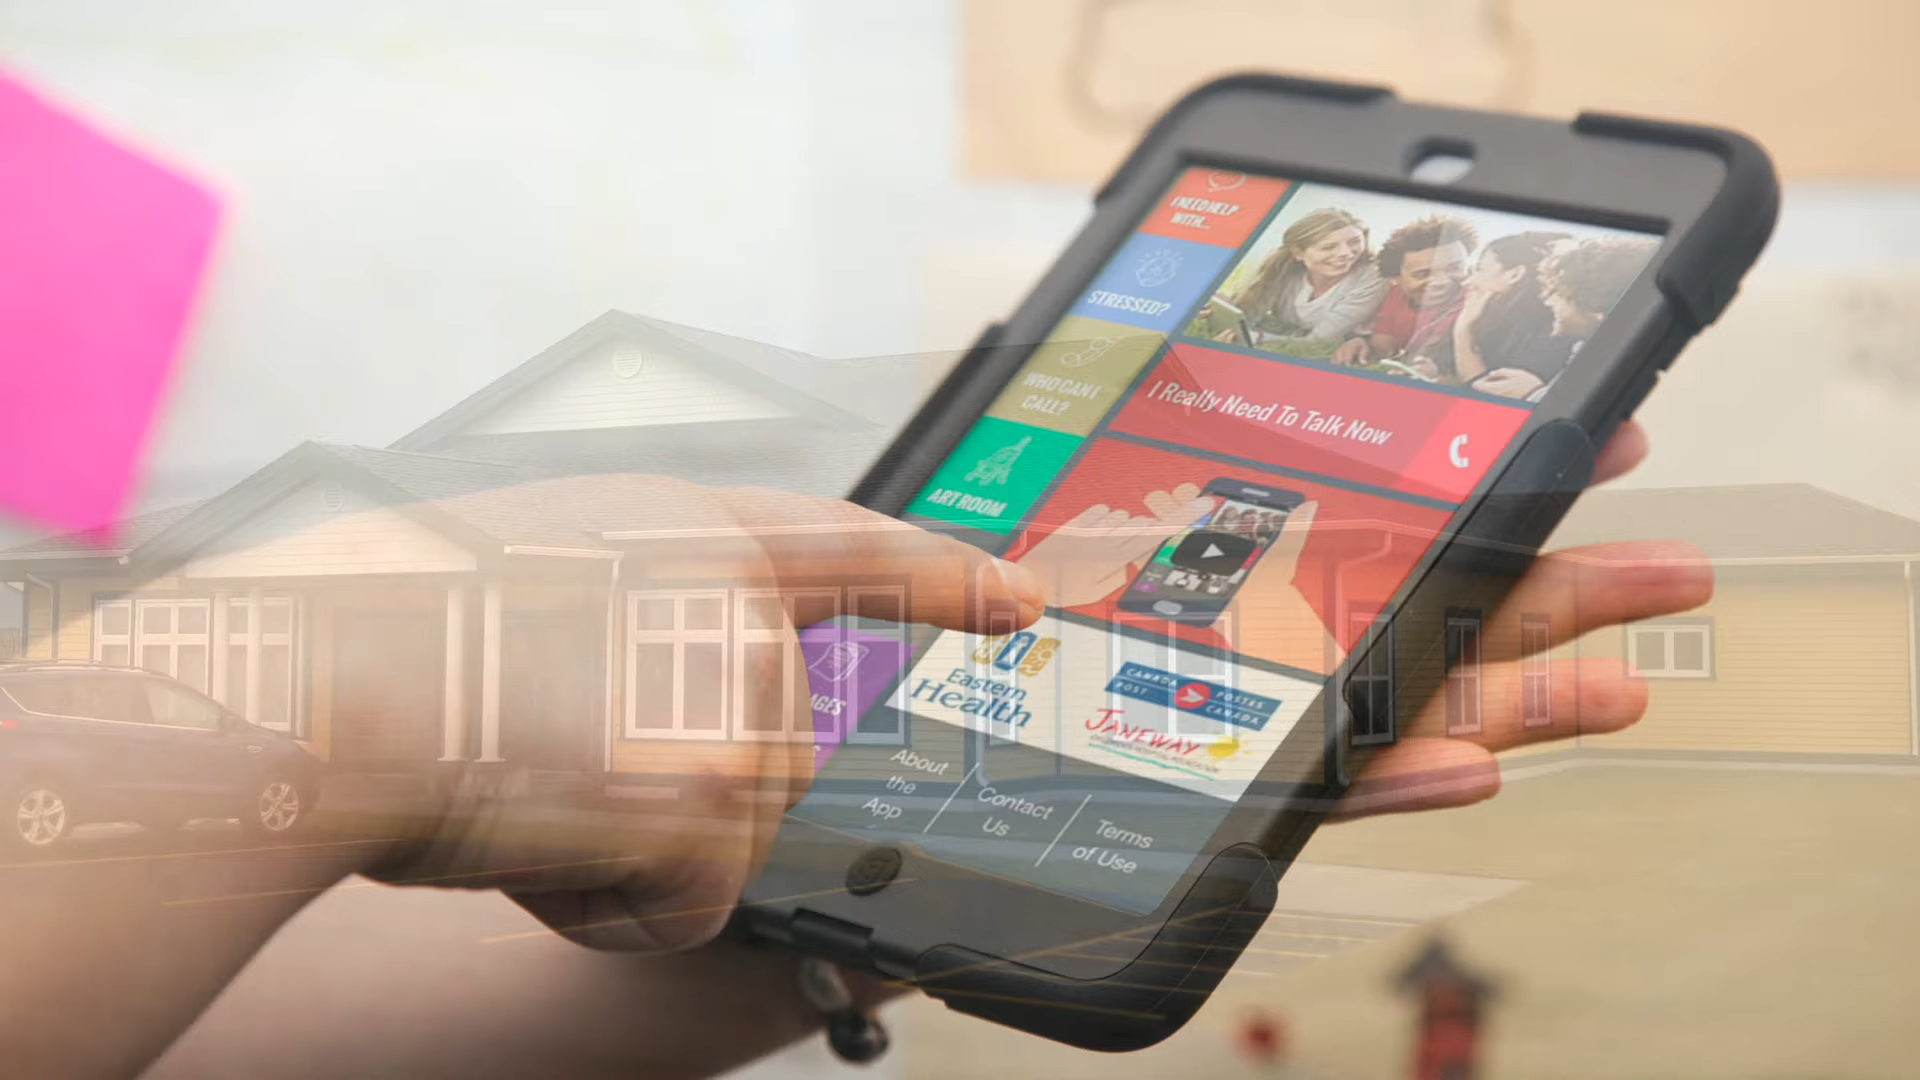 I NEED HELP
WITH...
STRESSED?
WHO CAN I
CALL?
ART ROOM
I Really Need To Talk Now
Eastern
Health
CANADA POSTES
POST CANADA
JANEWAY
About
the
App
Contact
Us
Terms
of Use